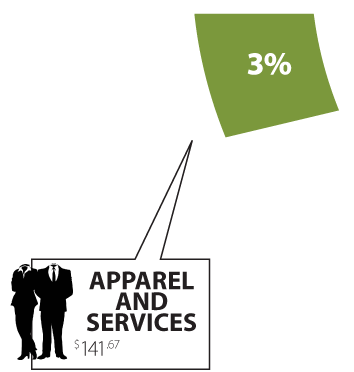 3%
APPAREL
AND
SERVICES
$141.67